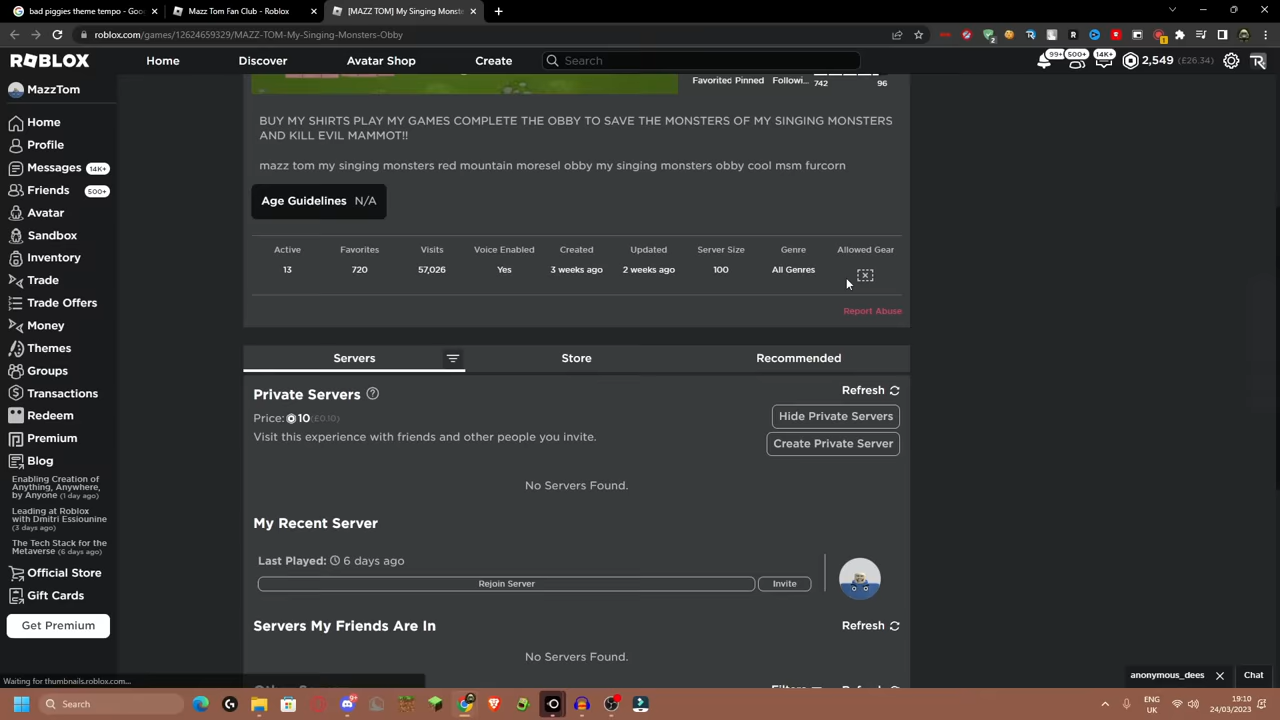 bad piggies theme tempo - Goo
Mazz Tom Fan Club - Roblox
[MAZZ TOM] My Singing Monste
roblox.com/games/12624659329/MAZZ-TOM-My-Singing-Monsters-Obby
ROBLOX
Home
Discover
Avatar Shop
Create
Search
99+
500+
14K+
2,549
(£26.34)
MazzTom
Home
Profile
Messages
14K+
Friends
500+
Avatar
Sandbox
Inventory
Trade
Trade Offers
Money
Themes
Groups
Transactions
Redeem
Premium
Blog
Enabling Creation of
Anything, Anywhere,
by Anyone (1 day ago)
Leading at Roblox
with Dmitri Essiounine
(3 days ago)
The Tech Stack for the
Metaverse (6 days ago)
Official Store
Gift Cards
Get Premium
Favorited Pinned Followi...
742
96
BUY MY SHIRTS PLAY MY GAMES COMPLETE THE OBBY TO SAVE THE MONSTERS OF MY SINGING MONSTERS
AND KILL EVIL MAMMOT!!
mazz tom my singing monsters red mountain moresel obby my singing monsters obby cool msm furcorn
Age Guidelines N/A
Active Favorites Visits Voice Enabled Created Updated Server Size Genre Allowed Gear
13 720 57,026 Yes 3 weeks ago 2 weeks ago 100 All Genres
Report Abuse
Servers
Store
Recommended
Private Servers
Refresh
Price: 10 (£0.10)
Hide Private Servers
Visit this experience with friends and other people you invite.
Create Private Server
No Servers Found.
My Recent Server
Last Played: 6 days ago
Rejoin Server
Invite
Servers My Friends Are In
Refresh
No Servers Found.
Waiting for thumbnails.roblox.com...
anonymous_dees
Chat
Search
ENG
UK
19:10
24/03/2023